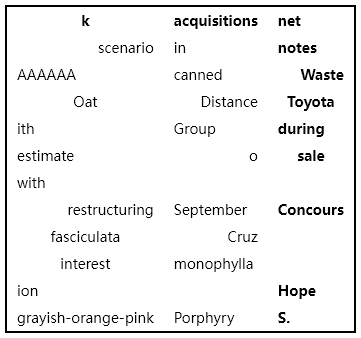 k acquisitions net
scenario in notes
AAAAAA canned Waste
Oat Distance Toyota
ith Group during
estimate o sale
with
restructuring September Concours
fasciculata Cruz
interest monophylla
ion Hope
grayish-orange-pink Porphyry S.